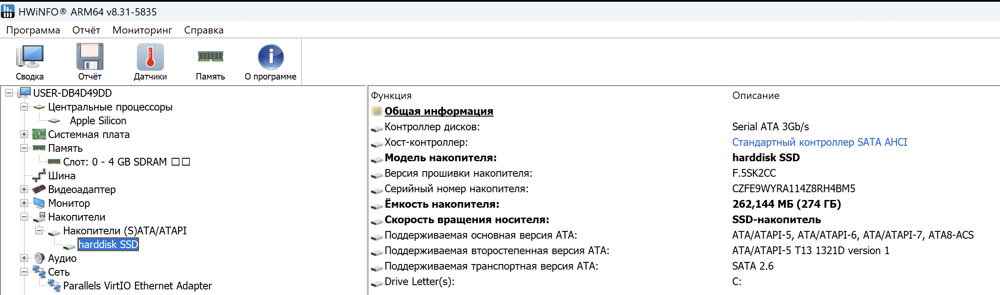 HWiNFO® ARM64 v8.31-5835
Программа Отчёт Мониторинг Справка
Сводка Отчёт Датчики Память О программе
USER-DB4D49DD
Центральные процессоры
Apple Silicon
Системная плата
Память
Слот: 0 - 4 GB SDRAM □□
Шина
Видеоадаптер
Монитор
Накопители
Накопители (S)ATA/ATAPI
harddisk SSD
Аудио
Сеть
Parallels VirtIO Ethernet Adapter
Функция Описание
Общая информация
Контроллер дисков: Serial ATA 3Gb/s
Хост-контроллер: Стандартный контроллер SATA AHCI
Модель накопителя: harddisk SSD
Версия прошивки накопителя: F.5SK2CC
Серийный номер накопителя: CZFE9WYRA114Z8RH4BM5
Ёмкость накопителя: 262,144 МБ (274 ГБ)
Скорость вращения носителя: SSD-накопитель
Поддерживаемая основная версия ATA: ATA/ATAPI-5, ATA/ATAPI-6, ATA/ATAPI-7, ATA8-ACS
Поддерживаемая второстепенная версия ATA: ATA/ATAPI-5 T13 1321D version 1
Поддерживаемая транспортная версия ATA: SATA 2.6
Drive Letter(s): C: